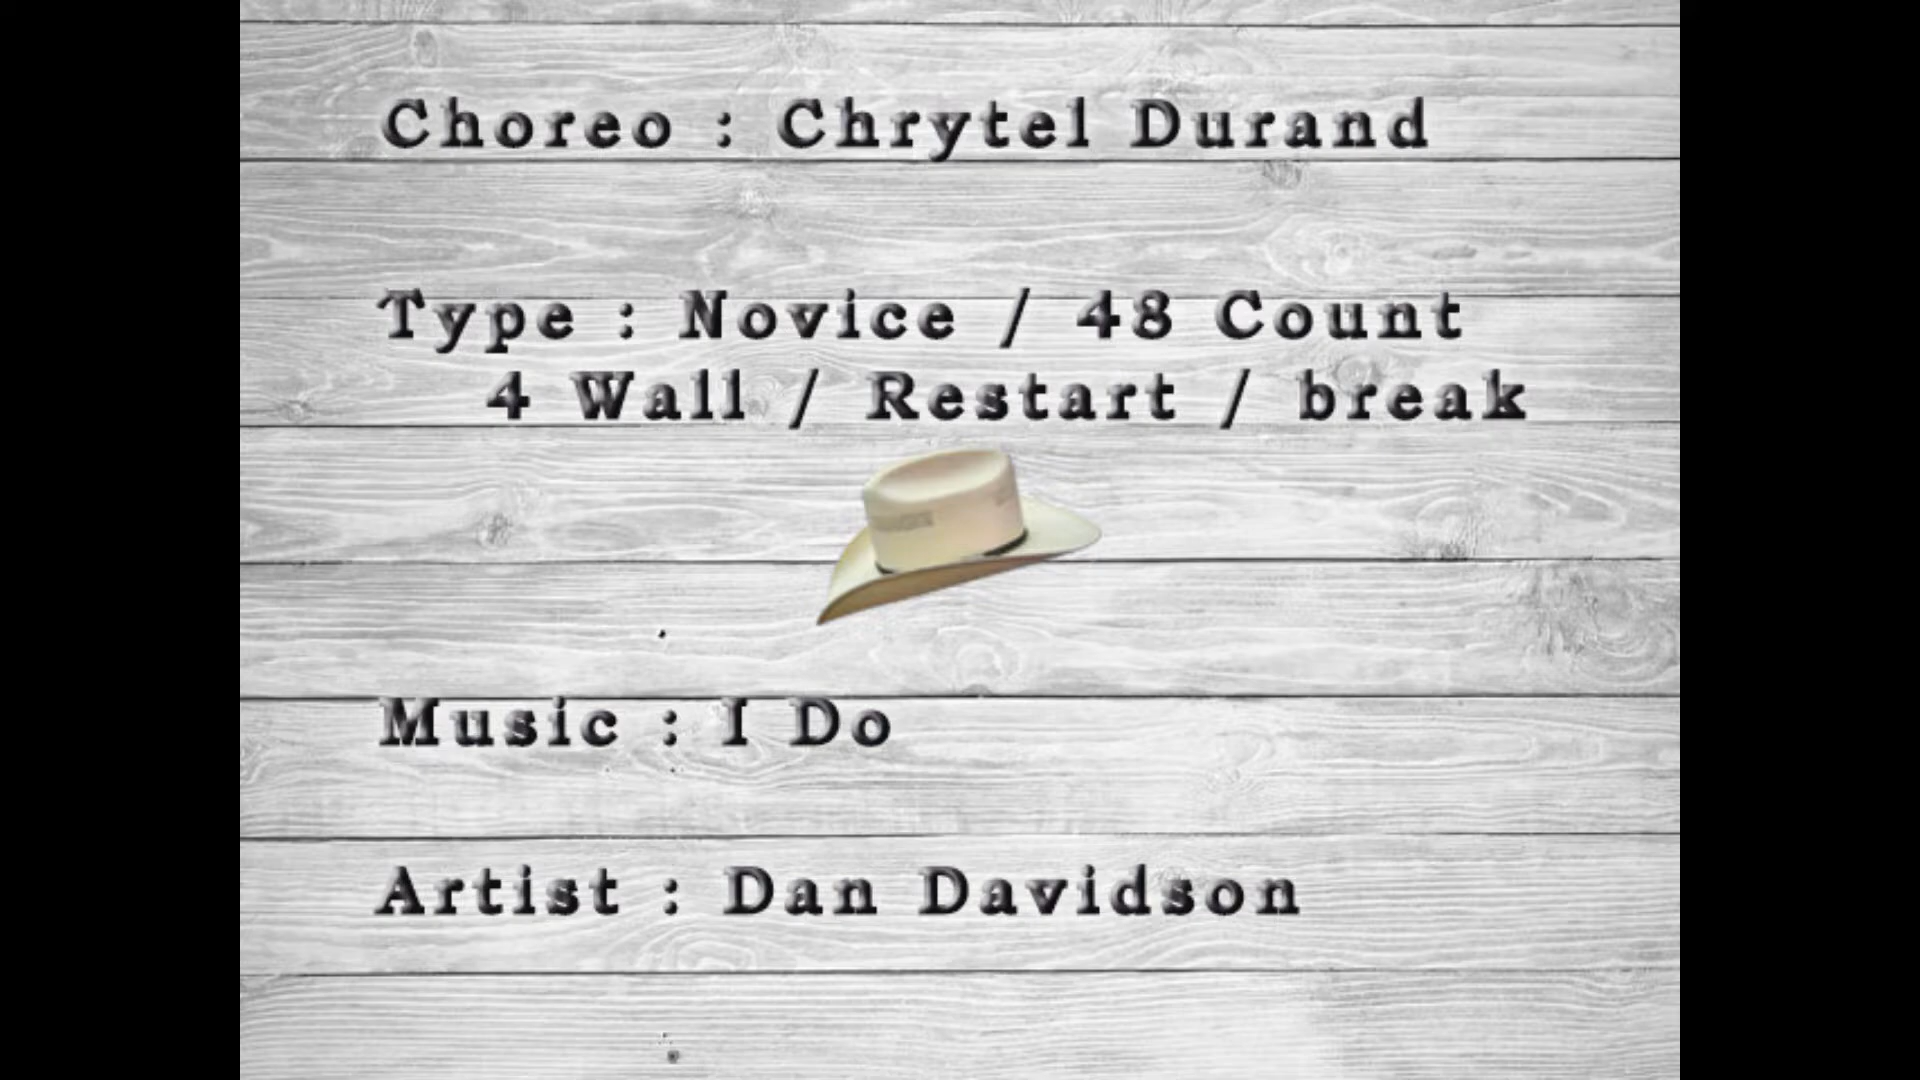 Choreo : Chrytel Durand
Type : Novice / 48 Count
4 Wall / Restart / break
Music : I Do
Artist : Dan Davidson